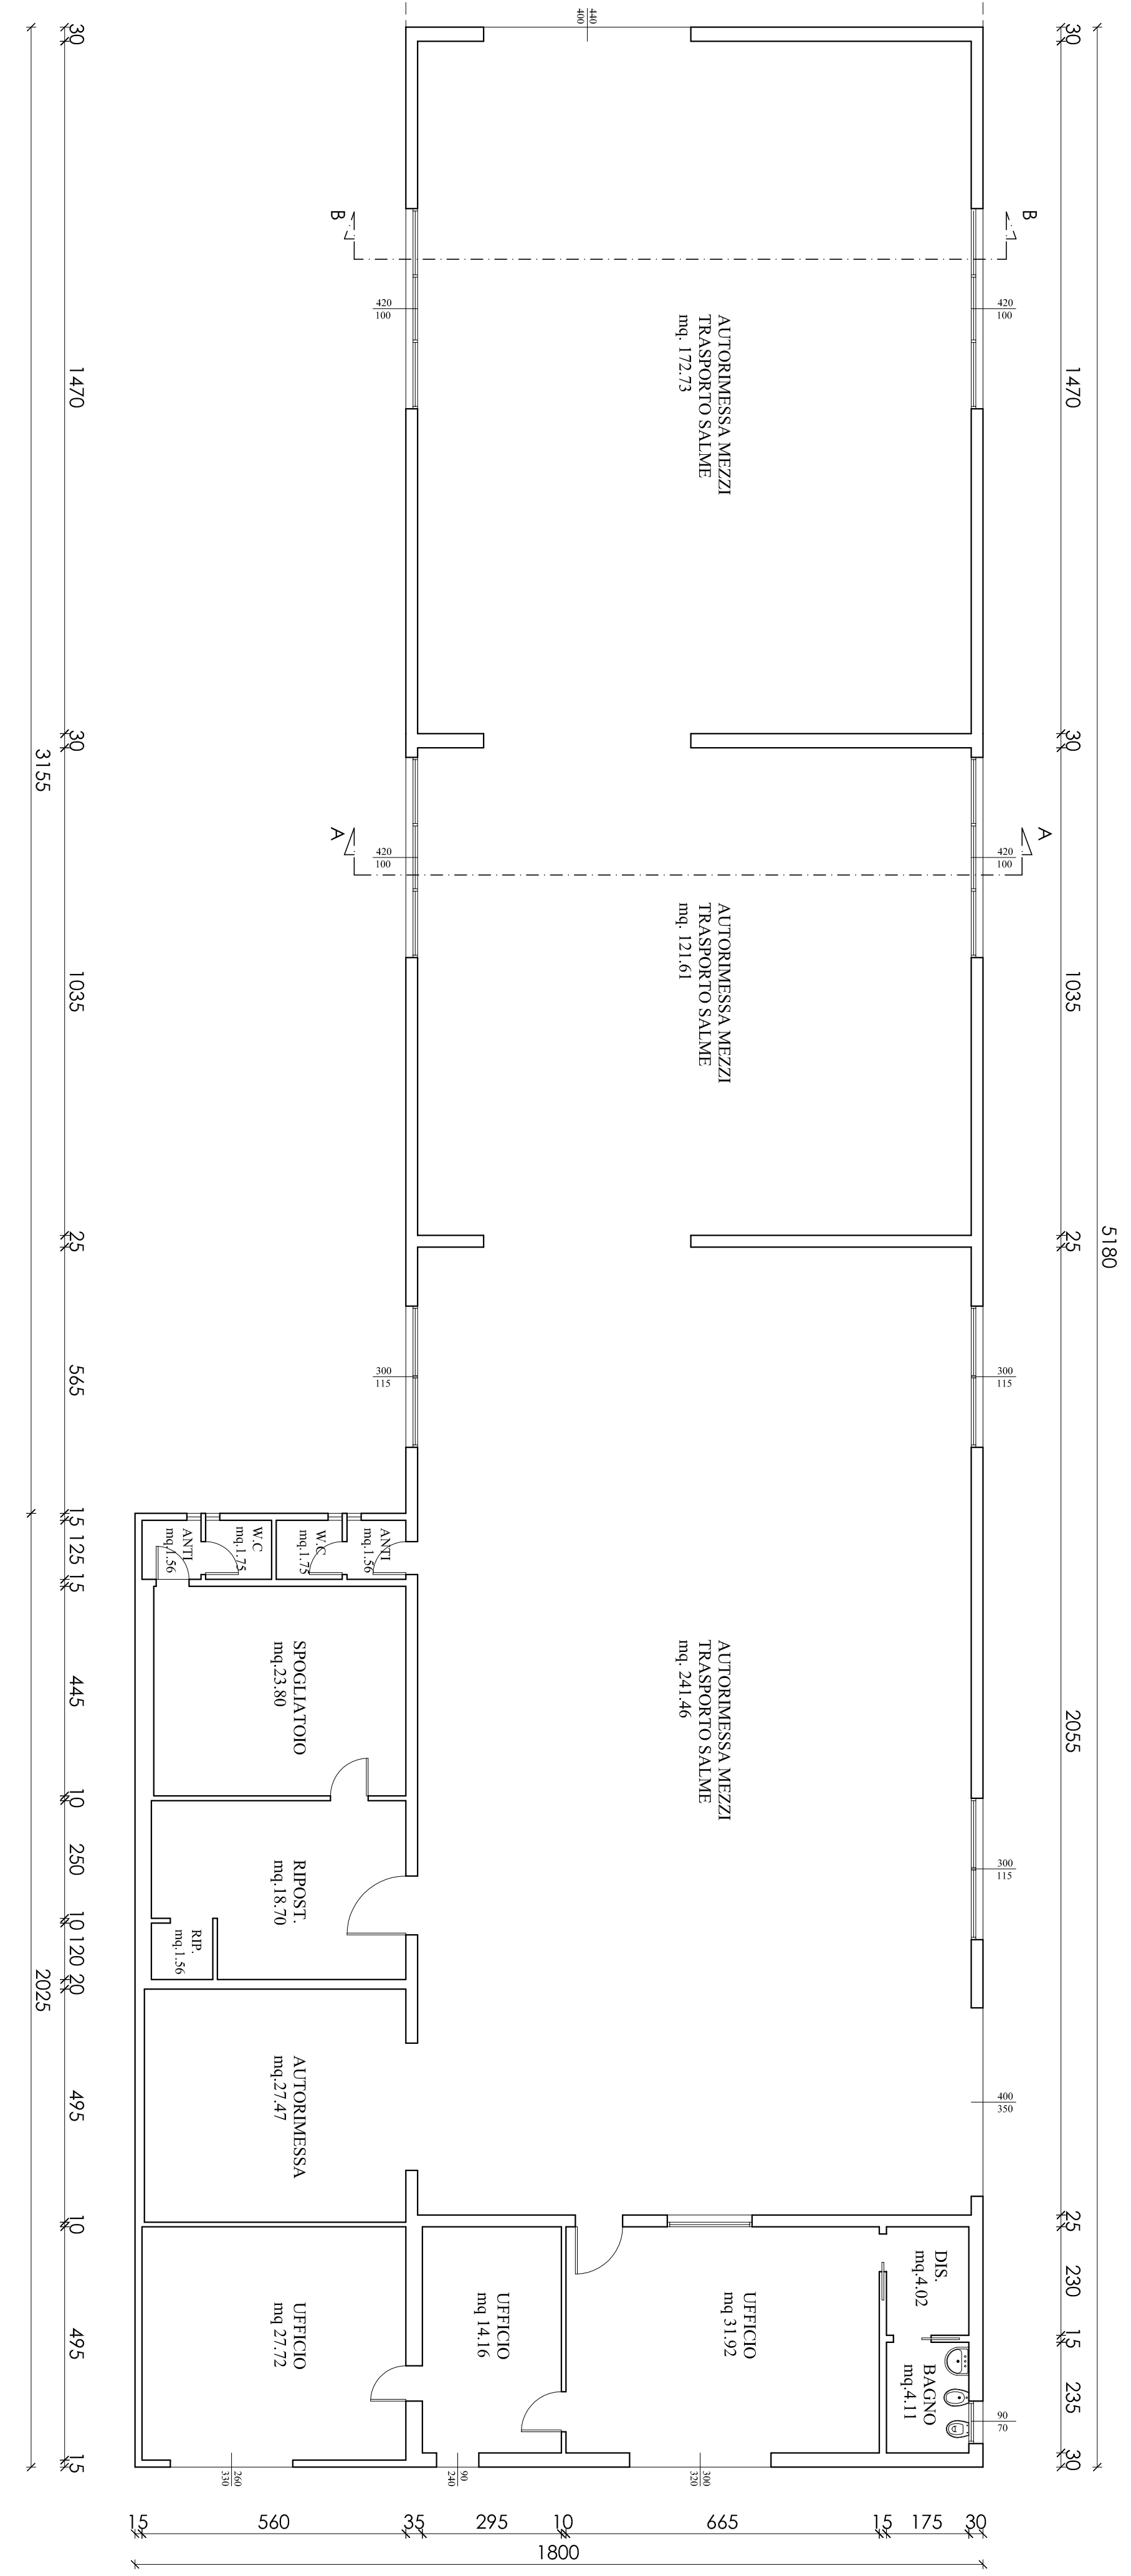 440
400
30
30
B
B
420
100
420
100
AUTORIMESSA MEZZI
TRASPORTO SALME
mq. 172.73
1470
1470
30
30
3155
A
A
420
100
420
100
AUTORIMESSA MEZZI
TRASPORTO SALME
mq. 121.61
1035
1035
25
25
5180
565
300
115
300
115
15
ANTI
mq.1.56
W.C
mq.1.75
W.C
mq.1.75
ANTI
mq.1.56
125
15
SPOGLIATOIO
mq.23.80
445
AUTORIMESSA MEZZI
TRASPORTO SALME
mq. 241.46
2055
10
250
RIPOST.
mq.18.70
300
115
10
RIP.
mq.1.56
120
20
2025
AUTORIMESSA
mq.27.47
495
400
350
10
25
UFFICIO
mq 27.72
495
UFFICIO
mq 14.16
UFFICIO
mq 31.92
DIS.
mq.4.02
230
15
BAGNO
mq.4.11
235
90
70
15
30
260
330
90
240
300
320
15
560
35
295
10
665
15
175
30
1800